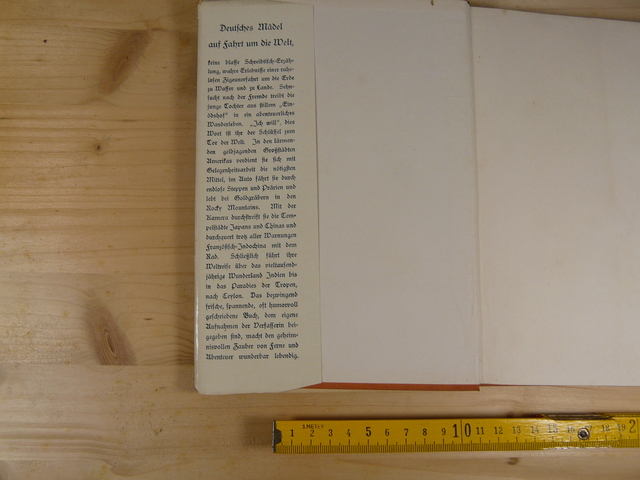 Deutsches Mädel
auf Fahrt um die Welt,
keine blasse Schreibtisch-Erzäh-
lung, wahre Erlebnisse einer ruhe-
losen Zigeunerfahrt um die Erde
zu Wasser und zu Lande. Sehn-
sucht nach der Fremde treibt die
junge Tochter aus stillem „Ein-
ödshof“ in ein abenteuerliches
Wanderleben. „Ich will“, dies
Wort ist ihr der Schlüssel zum
Tor der Welt. In den lärmen-
den geldjagenden Großstädten
Amerikas verdient sie sich mit
Gelegenheitsarbeit die nötigsten
Mittel, im Auto fährt sie durch
endlose Steppen und Prärien und
lebt bei Goldgräbern in den
Rocky Mountains. Mit der
Kamera durchstreift sie die Tem-
pelstädte Japans und Chinas und
durchquert trotz aller Warnungen
Französisch-Indochina mit dem
Rad. Schließlich führt ihre
Weltreise über das vieltausend-
jährige Wunderland Indien bis
in das Paradies der Tropen,
nach Ceylon. Das bezwingend
frische, spannende, oft humorvoll
geschriebene Buch, dem eigene
Aufnahmen der Verfasserin bei-
gegeben sind, macht den geheim-
nisvollen Zauber von Ferne und
Abenteuer wunderbar lebendig.
1 2 3 4 5 6 7 8 9 10 11 12 13 14 15 16 17 18 19 2